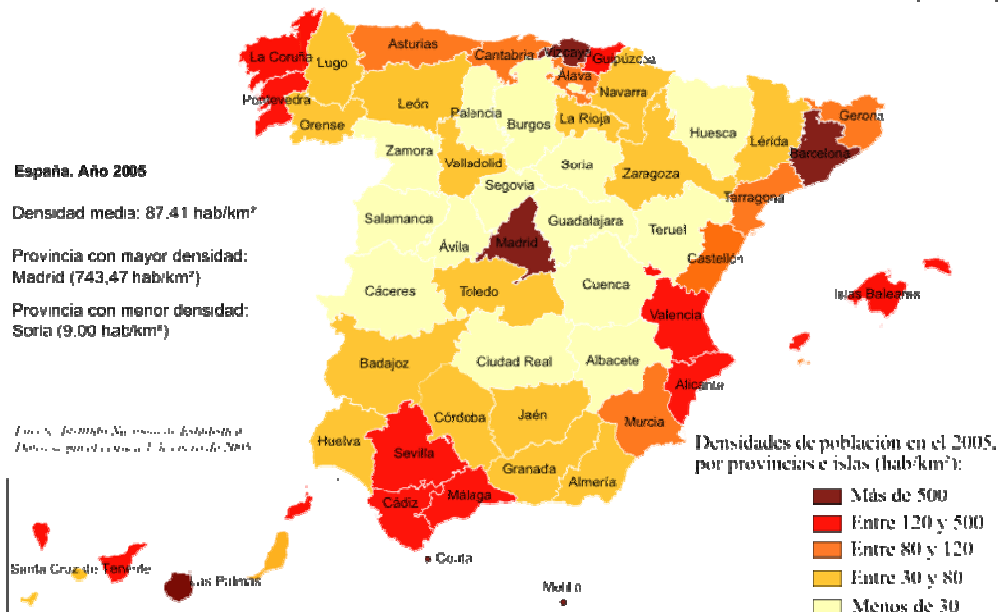 La Coruña
Lugo
Asturias
Cantabria
Vizcaya
Guipúzcoa
Álava
Navarra
Pontevedra
Orense
León
Palencia
Burgos
La Rioja
Huesca
Lérida
Gerona
Barcelona
Zamora
Valladolid
Soria
Zaragoza
Tarragona
Segovia
Salamanca
Ávila
Madrid
Guadalajara
Teruel
Castellón
Cáceres
Toledo
Cuenca
Valencia
Islas Baleares
Badajoz
Ciudad Real
Albacete
Alicante
Murcia
Huelva
Sevilla
Córdoba
Jaén
Granada
Almería
Cádiz
Málaga
Ceuta
Melilla
Santa Cruz de Tenerife
Las Palmas
España. Año 2005
Densidad media: 87.41 hab/km²
Provincia con mayor densidad:
Madrid (743,47 hab/km²)
Provincia con menor densidad:
Soria (9.00 hab/km²)
Densidades de población en el 2005,
por provincias e islas (hab/km²):
Más de 500
Entre 120 y 500
Entre 80 y 120
Entre 30 y 80
Menos de 30